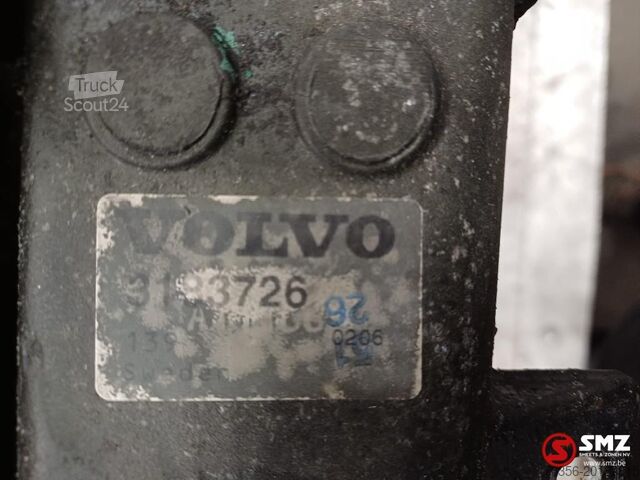 Truck
Scout24
VOLVO
3183726
26
0206
Sweden
SMZ
SMEETS & ZONEN NV
www.smz.be